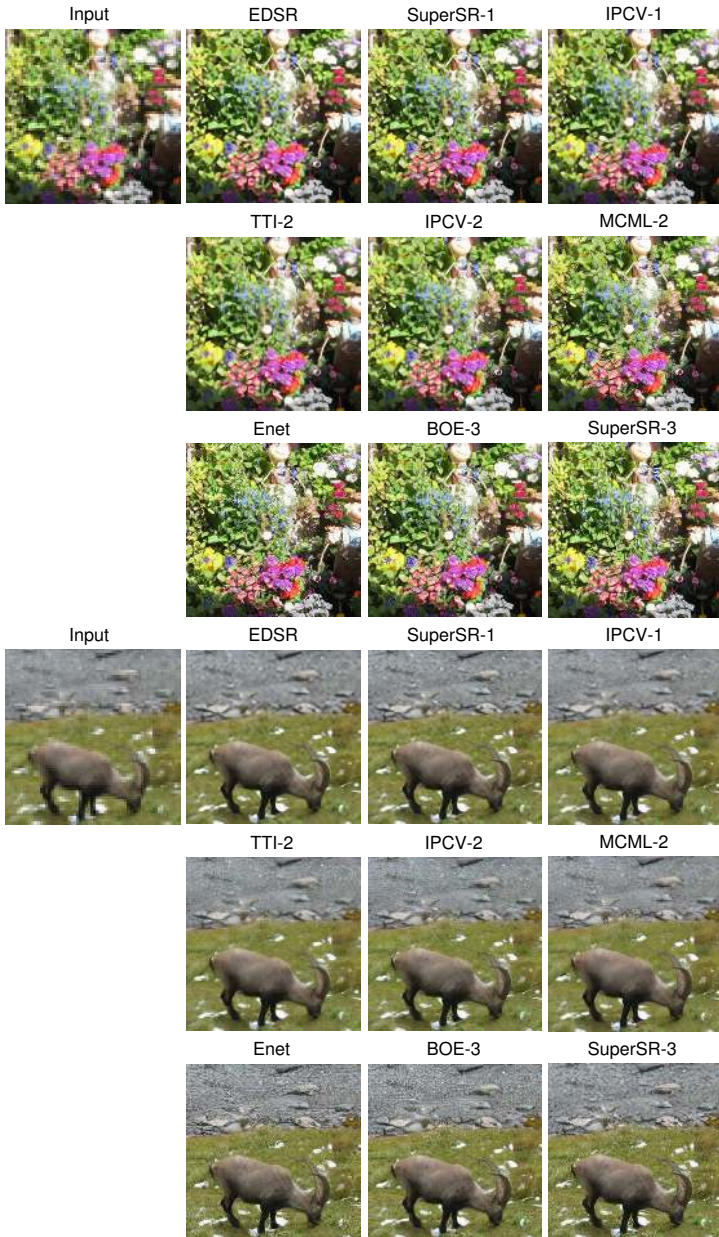 Input EDSR SuperSR-1 IPCV-1
TTI-2 IPCV-2 MCML-2
Enet BOE-3 SuperSR-3
Input EDSR SuperSR-1 IPCV-1
TTI-2 IPCV-2 MCML-2
Enet BOE-3 SuperSR-3